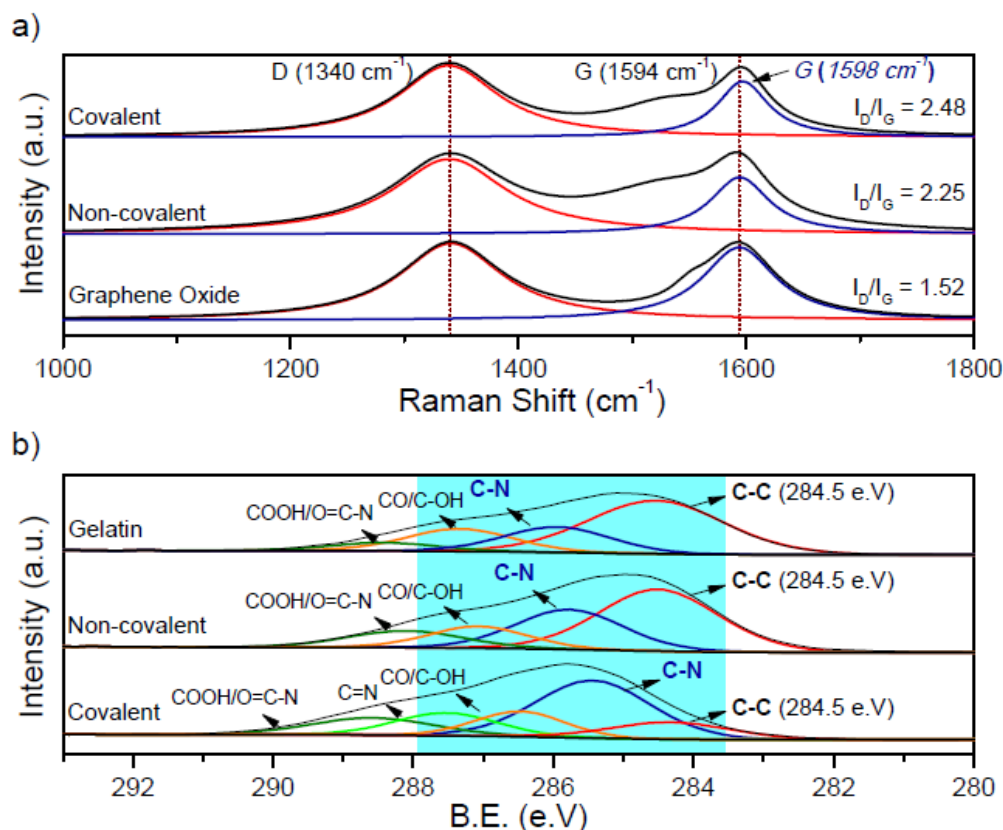 a)
D (1340 cm⁻¹)
G (1594 cm⁻¹)
G (1598 cm⁻¹)
Covalent
I_D/I_G = 2.48
Non-covalent
I_D/I_G = 2.25
Graphene Oxide
I_D/I_G = 1.52
Intensity (a.u.)
1000 1200 1400 1600 1800
Raman Shift (cm⁻¹)
b)
Gelatin
COOH/O=C-N
CO/C-OH
C-N
C-C (284.5 e.V)
Non-covalent
COOH/O=C-N
CO/C-OH
C-N
C-C (284.5 e.V)
Covalent
COOH/O=C-N
C=N
CO/C-OH
C-N
C-C (284.5 e.V)
Intensity (a.u.)
292 290 288 286 284 282 280
B.E. (e.V)